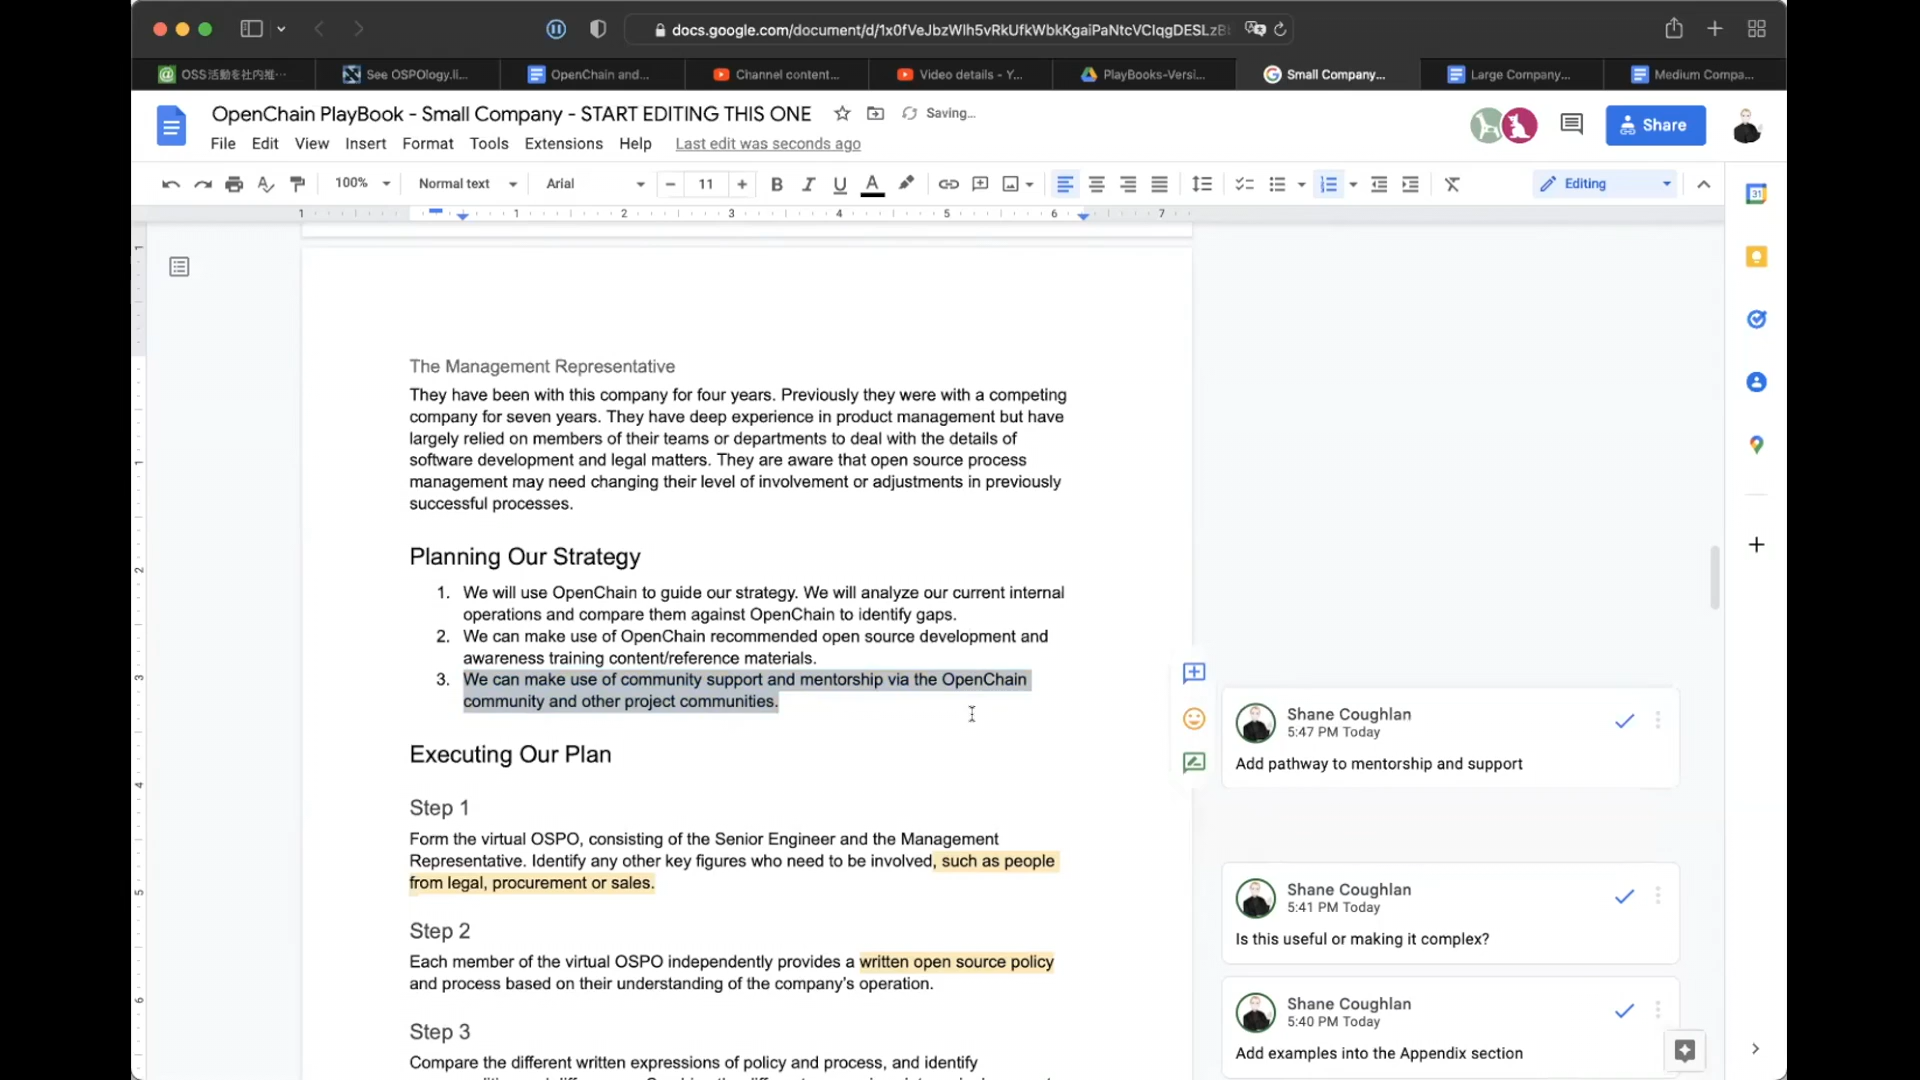 docs.google.com/document/d/1x0fVeJbzWlh5vRkUfkWbkKgaiPaNtcVClqgDESLzB
OSS活動を社内推…
See OSPOlogy.li…
OpenChain and…
Channel content…
Video details - Y…
PlayBooks-Versi…
Small Company…
Large Company…
Medium Compa…
OpenChain PlayBook - Small Company - START EDITING THIS ONE
Saving…
File Edit View Insert Format Tools Extensions Help Last edit was seconds ago
Share
100% Normal text Arial 11 Editing
1 1 2 3 4 5 6 7
The Management Representative
They have been with this company for four years. Previously they were with a competing
company for seven years. They have deep experience in product management but have
largely relied on members of their teams or departments to deal with the details of
software development and legal matters. They are aware that open source process
management may need changing their level of involvement or adjustments in previously
successful processes.
Planning Our Strategy
1. We will use OpenChain to guide our strategy. We will analyze our current internal
operations and compare them against OpenChain to identify gaps.
2. We can make use of OpenChain recommended open source development and
awareness training content/reference materials.
3. We can make use of community support and mentorship via the OpenChain
community and other project communities.
Executing Our Plan
Step 1
Form the virtual OSPO, consisting of the Senior Engineer and the Management
Representative. Identify any other key figures who need to be involved, such as people
from legal, procurement or sales.
Step 2
Each member of the virtual OSPO independently provides a written open source policy
and process based on their understanding of the company's operation.
Step 3
Compare the different written expressions of policy and process, and identify
Shane Coughlan
5:47 PM Today
Add pathway to mentorship and support
Shane Coughlan
5:41 PM Today
Is this useful or making it complex?
Shane Coughlan
5:40 PM Today
Add examples into the Appendix section